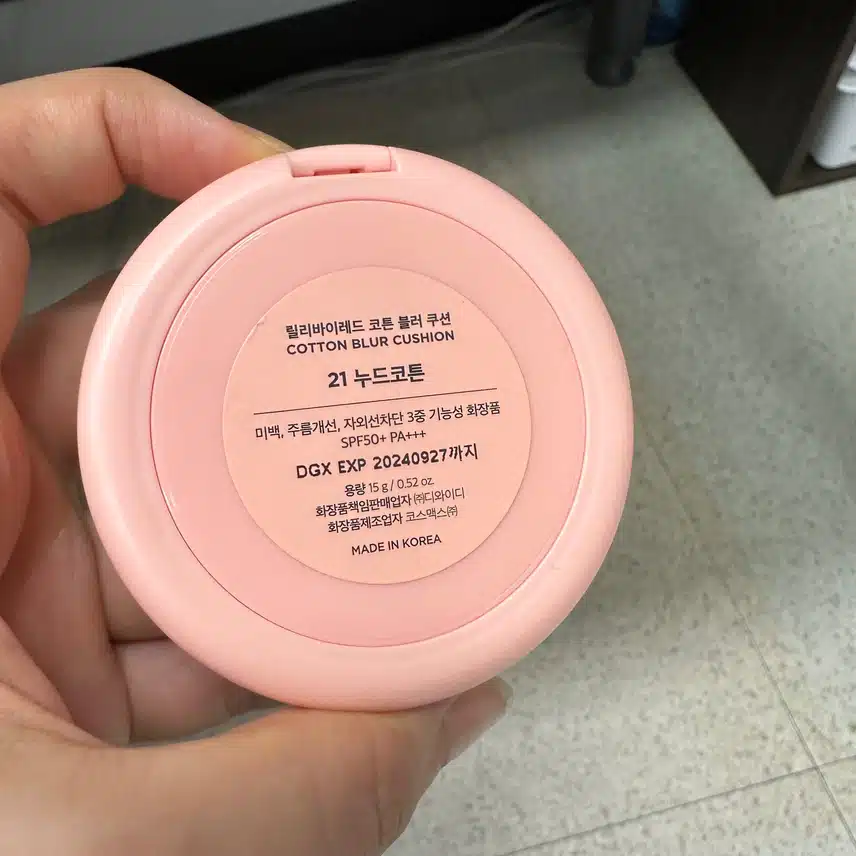 릴리바이레드 코튼 블러 쿠션
COTTON BLUR CUSHION
21 누드코튼
미백, 주름개선, 자외선차단 3중 기능성 화장품
SPF50+ PA+++
DGX EXP 20240927까지
용량 15 g / 0.52 oz.
화장품책임판매업자 ㈜디와이디
화장품제조업자 코스맥스㈜
MADE IN KOREA